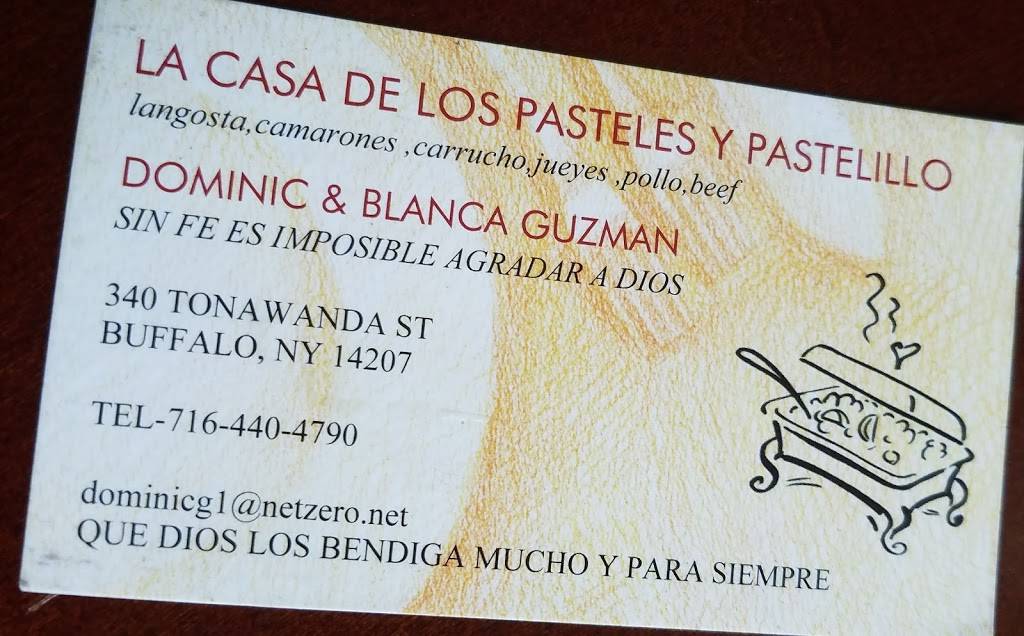 LA CASA DE LOS PASTELES Y PASTELILLO
langosta,camarones ,carrucho,jueyes ,pollo,beef
DOMINIC & BLANCA GUZMAN
SIN FE ES IMPOSIBLE AGRADAR A DIOS
340 TONAWANDA ST
BUFFALO, NY 14207
TEL-716-440-4790
dominicg1@netzero.net
QUE DIOS LOS BENDIGA MUCHO Y PARA SIEMPRE